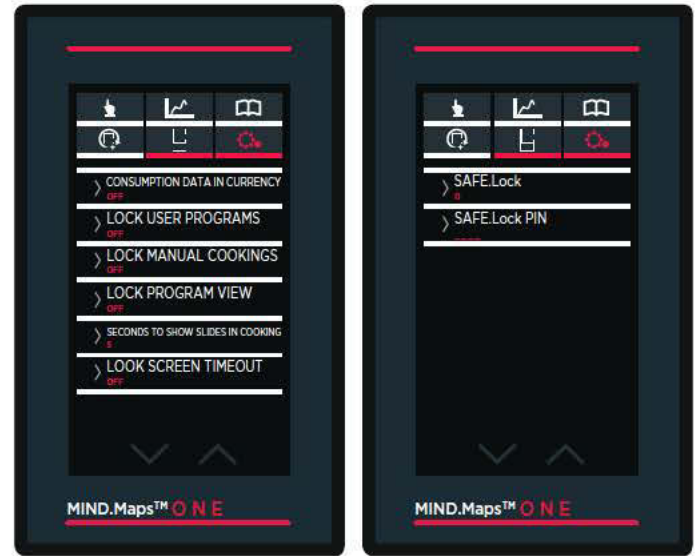 CONSUMPTION DATA IN CURRENCY
OFF
LOCK USER PROGRAMS
OFF
LOCK MANUAL COOKINGS
OFF
LOCK PROGRAM VIEW
OFF
SECONDS TO SHOW SLIDES IN COOKING
5
LOOK SCREEN TIMEOUT
OFF
MIND.Maps™ ONE
SAFE.Lock
0
SAFE.Lock PIN
MIND.Maps™ ONE